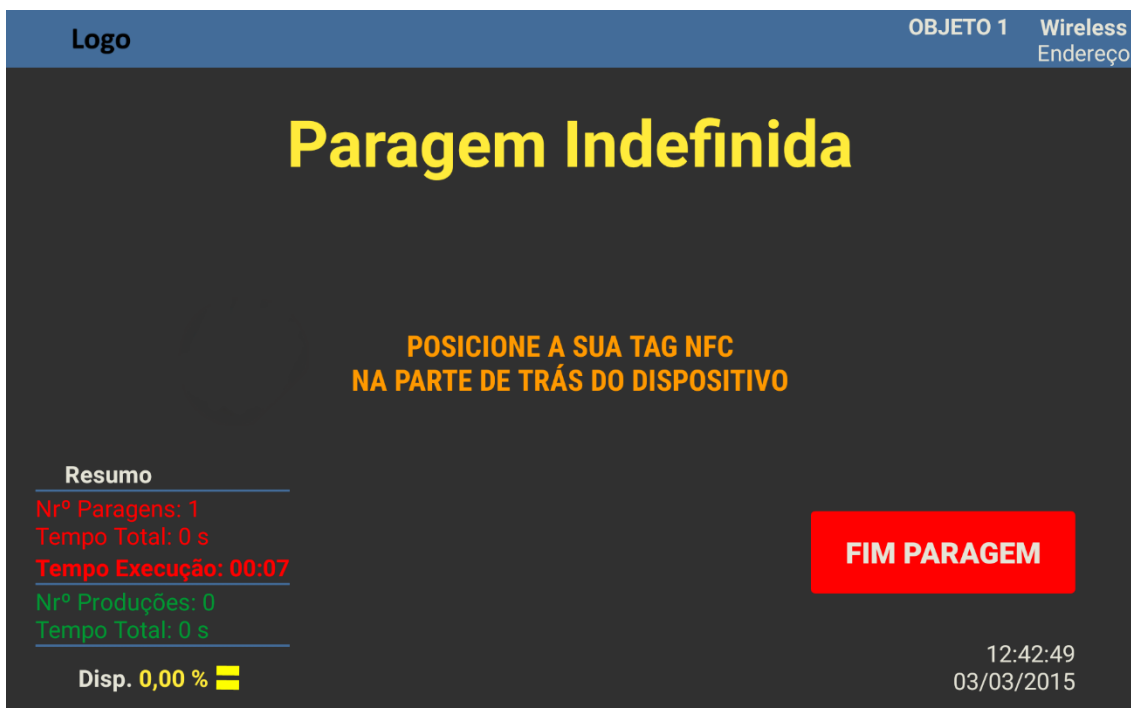 Logo
OBJETO 1
Wireless
Endereço
Paragem Indefinida
POSICIONE A SUA TAG NFC
NA PARTE DE TRÁS DO DISPOSITIVO
Resumo
Nrº Paragens: 1
Tempo Total: 0 s
Tempo Execução: 00:07
Nrº Produções: 0
Tempo Total: 0 s
Disp. 0,00 %
FIM PARAGEM
12:42:49
03/03/2015